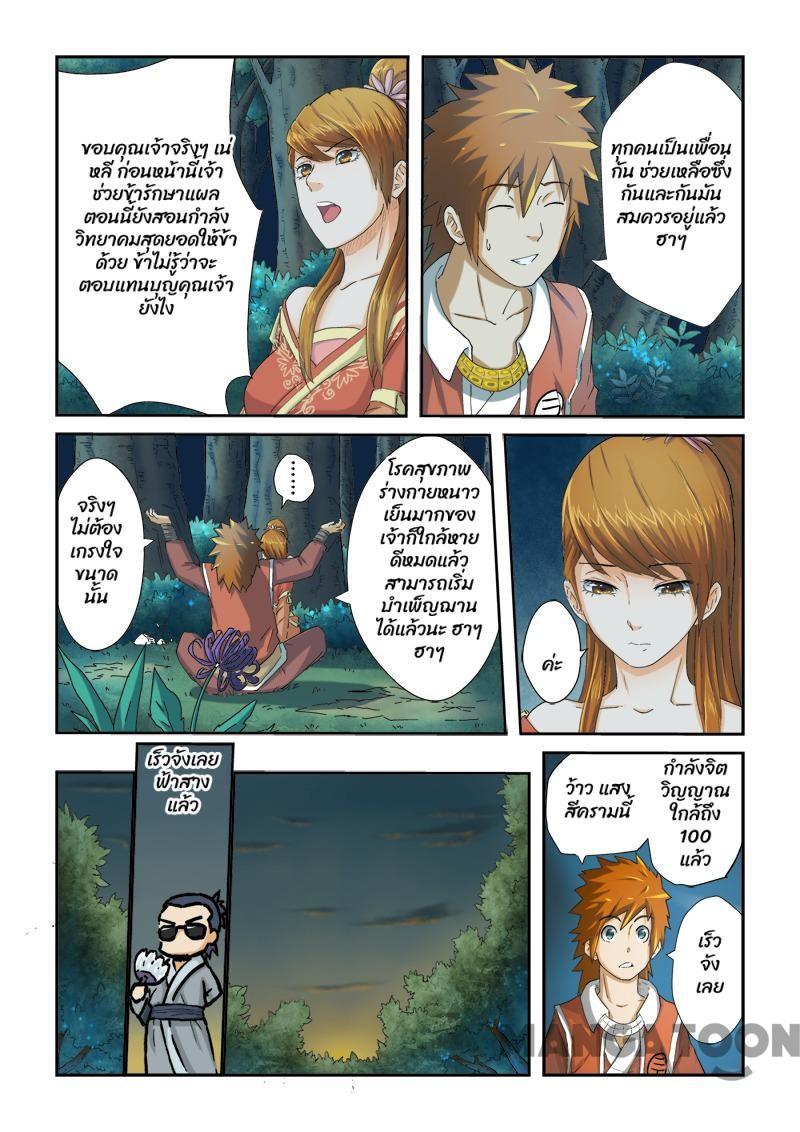 ขอบคุณเจ้าจริงๆ เน่
หลี ก่อนหน้านี้เจ้า
ช่วยข้ารักษาแผล
ตอนนี้ยังสอนกำลัง
วิทยาคมสุดยอดให้ข้า
ด้วย ข้าไม่รู้ว่าจะ
ตอบแทนบุญคุณเจ้า
ยังไง
ทุกคนเป็นเพื่อน
กัน ช่วยเหลือซึ่ง
กันและกันมัน
สมควรอยู่แล้ว
ฮาๆ
จริงๆ
ไม่ต้อง
เกรงใจ
ขนาด
นั้น
......
โรคสุขภาพ
ร่างกายหนาว
เย็นมากของ
เจ้าก็ใกล้หาย
ดีหมดแล้ว
สามารถเริ่ม
บำเพ็ญฌาน
ได้แล้วนะ ฮาๆ
ฮาๆ
ค่ะ
เร็วจังเลย
ฟ้าสาง
แล้ว
ว้าว แสง
สีครามนี้
กำลังจิต
วิญญาณ
ใกล้ถึง
100
แล้ว
เร็ว
จัง
เลย
MANGATOON